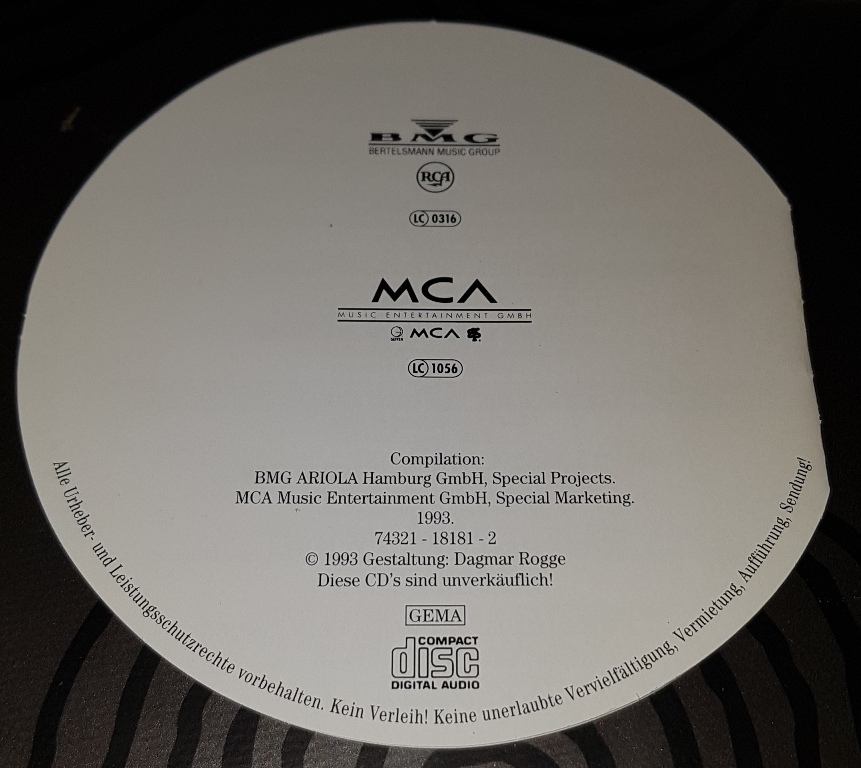 BMG
BERTELSMANN MUSIC GROUP
RCA
LC 0316
MCA
MUSIC ENTERTAINMENT GMBH
GEFFEN MCA GRP
LC 1056
Compilation:
BMG ARIOLA Hamburg GmbH, Special Projects.
MCA Music Entertainment GmbH, Special Marketing.
1993.
74321 - 18181 - 2
© 1993 Gestaltung: Dagmar Rogge
Diese CD's sind unverkäuflich!
GEMA
COMPACT
disc
DIGITAL AUDIO
Alle Urheber- und Leistungsschutzrechte vorbehalten. Kein Verleih! Keine unerlaubte Vervielfältigung, Vermietung, Aufführung, Sendung!